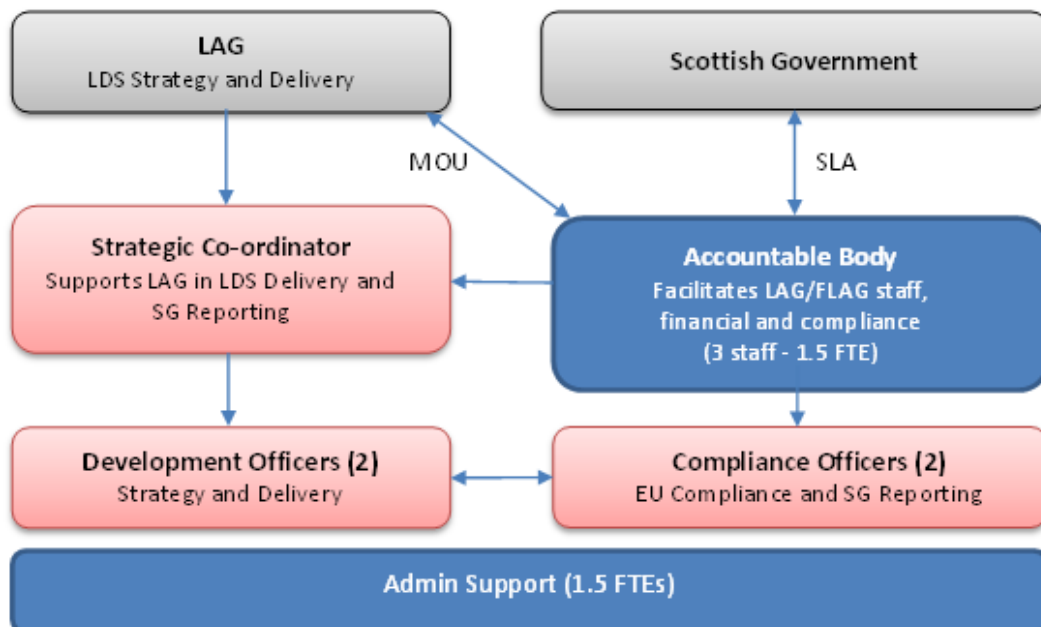 LAG
LDS Strategy and Delivery
Scottish Government
MOU
SLA
Strategic Co-ordinator
Supports LAG in LDS Delivery and
SG Reporting
Accountable Body
Facilitates LAG/FLAG staff,
financial and compliance
(3 staff - 1.5 FTE)
Development Officers (2)
Strategy and Delivery
Compliance Officers (2)
EU Compliance and SG Reporting
Admin Support (1.5 FTEs)